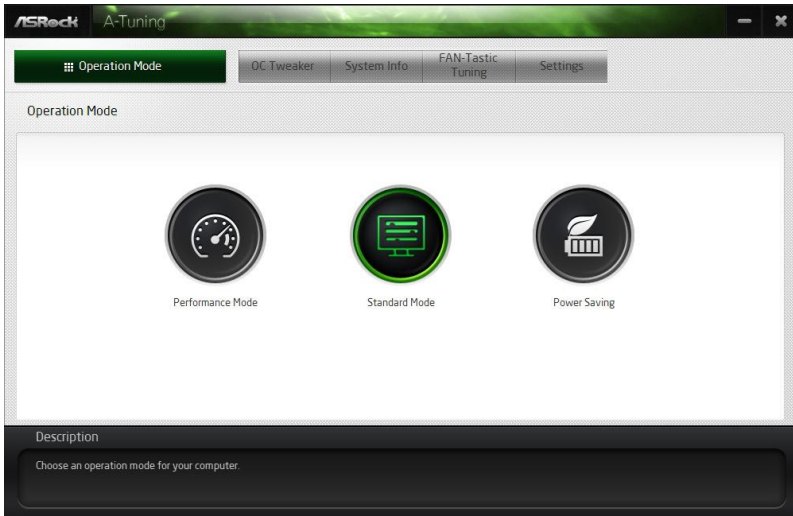 ASRock A-Tuning
Operation Mode OC Tweaker System Info FAN-Tastic Tuning Settings
Operation Mode
Performance Mode Standard Mode Power Saving
Description
Choose an operation mode for your computer.